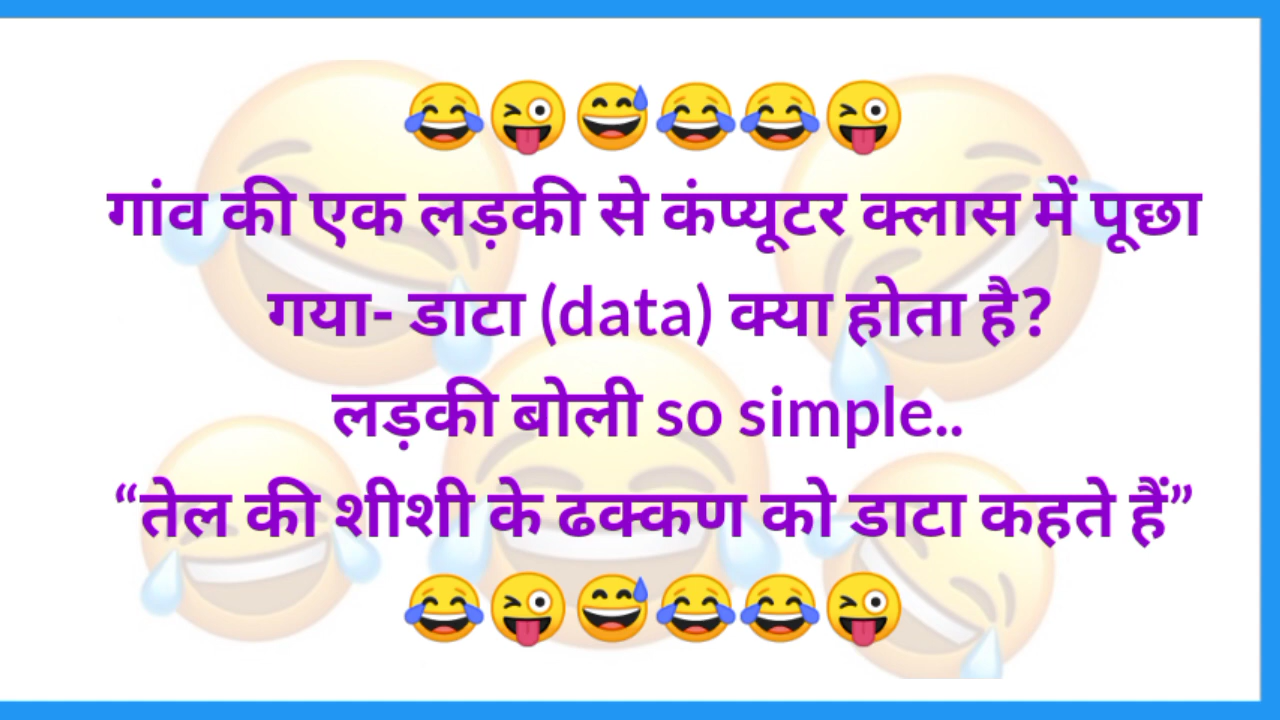 😂😜😅😂😂😜
गांव की एक लड़की से कंप्यूटर क्लास में पूछा
गया- डाटा (data) क्या होता है?
लड़की बोली so simple..
“तेल की शीशी के ढक्कण को डाटा कहते हैं”
😂😜😅😂😂😜